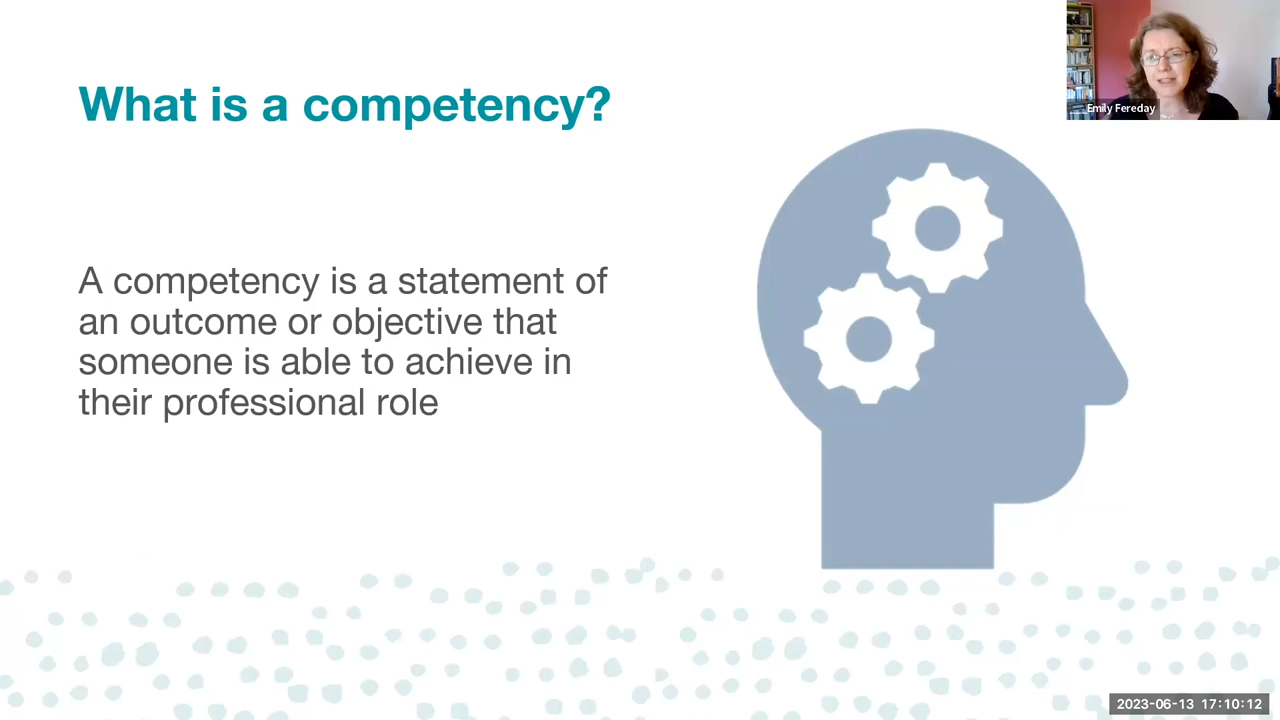 What is a competency?
Emily Fereday
A competency is a statement of
an outcome or objective that
someone is able to achieve in
their professional role
2023-06-13 17:10:12